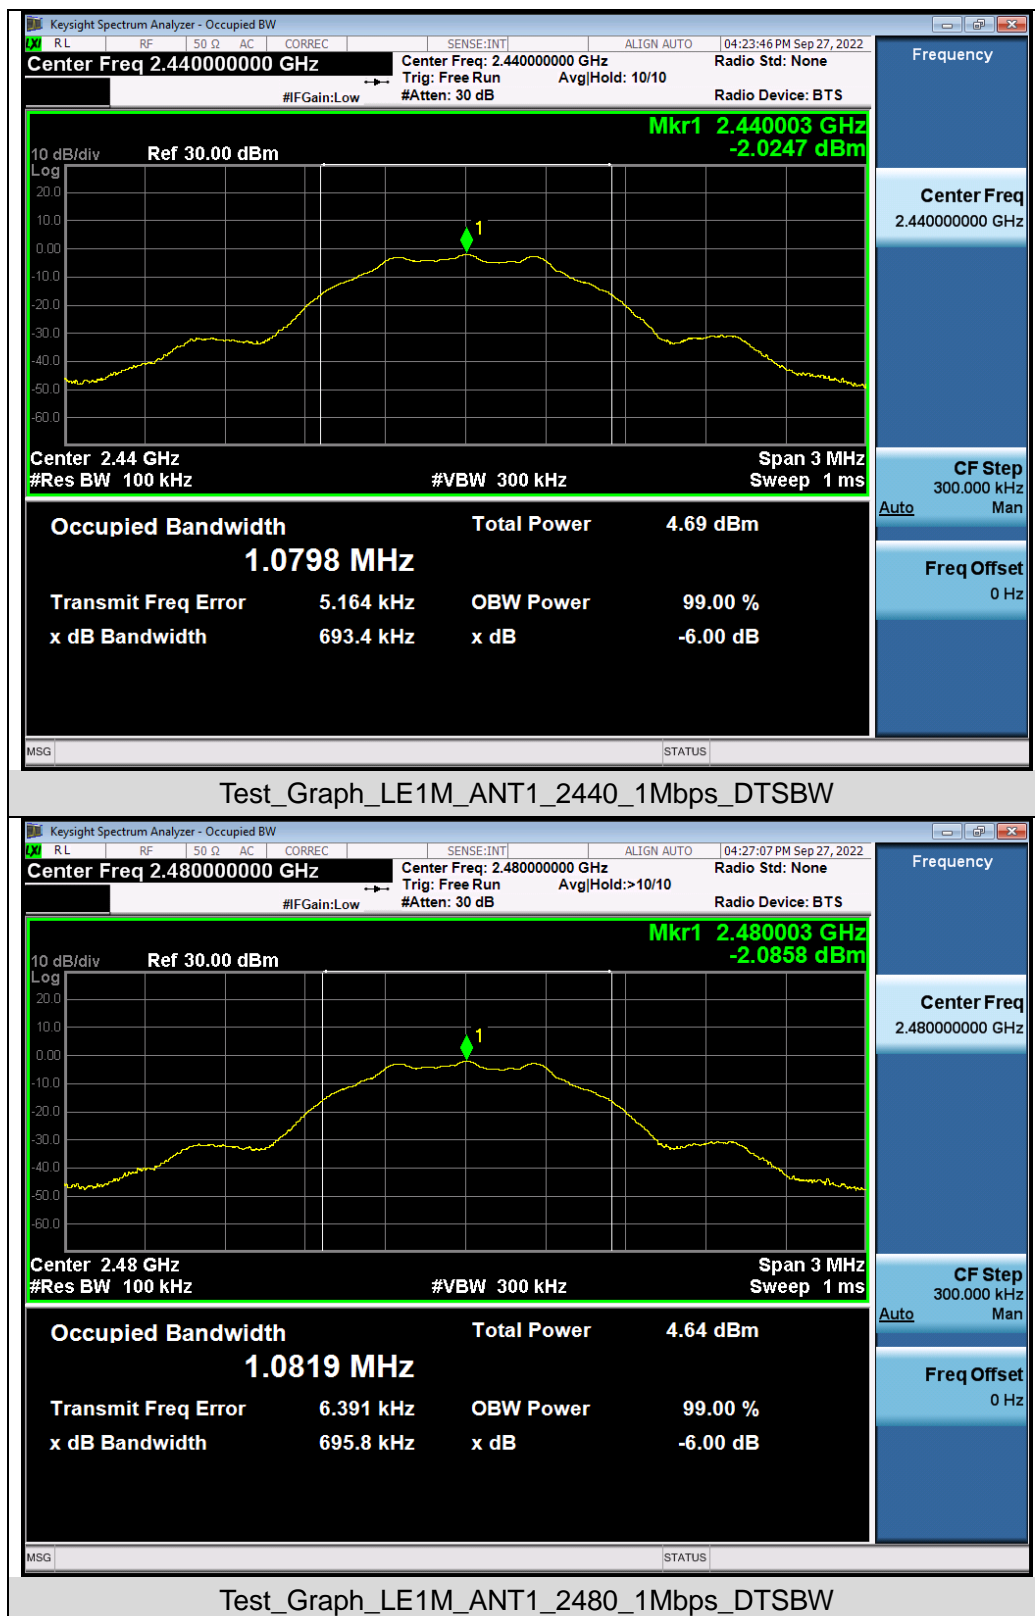 Keysight Spectrum Analyzer - Occupied BW
LXI RL RF 50 Ω AC CORREC SENSE:INT ALIGN AUTO 04:23:46 PM Sep 27, 2022
Center Freq 2.440000000 GHz Center Freq: 2.440000000 GHz Radio Std: None Frequency
Trig: Free Run Avg|Hold: 10/10
#IFGain:Low #Atten: 30 dB Radio Device: BTS
Mkr1 2.440003 GHz
10 dB/div Ref 30.00 dBm -2.0247 dBm
Log
20.0
Center Freq
10.0
2.440000000 GHz
1
0.00
-10.0
-20.0
-30.0
-40.0
-50.0
-60.0
Center 2.44 GHz Span 3 MHz
#Res BW 100 kHz #VBW 300 kHz Sweep 1 ms
CF Step
300.000 kHz
Auto Man
Occupied Bandwidth Total Power 4.69 dBm
1.0798 MHz
Freq Offset
0 Hz
Transmit Freq Error 5.164 kHz OBW Power 99.00 %
x dB Bandwidth 693.4 kHz x dB -6.00 dB
MSG STATUS
Test_Graph_LE1M_ANT1_2440_1Mbps_DTSBW
Keysight Spectrum Analyzer - Occupied BW
LXI RL RF 50 Ω AC CORREC SENSE:INT ALIGN AUTO 04:27:07 PM Sep 27, 2022
Center Freq 2.480000000 GHz Center Freq: 2.480000000 GHz Radio Std: None Frequency
Trig: Free Run Avg|Hold:>10/10
#IFGain:Low #Atten: 30 dB Radio Device: BTS
Mkr1 2.480003 GHz
10 dB/div Ref 30.00 dBm -2.0858 dBm
Log
20.0
Center Freq
10.0
2.480000000 GHz
1
0.00
-10.0
-20.0
-30.0
-40.0
-50.0
-60.0
Center 2.48 GHz Span 3 MHz
#Res BW 100 kHz #VBW 300 kHz Sweep 1 ms
CF Step
300.000 kHz
Auto Man
Occupied Bandwidth Total Power 4.64 dBm
1.0819 MHz
Freq Offset
0 Hz
Transmit Freq Error 6.391 kHz OBW Power 99.00 %
x dB Bandwidth 695.8 kHz x dB -6.00 dB
MSG STATUS
Test_Graph_LE1M_ANT1_2480_1Mbps_DTSBW